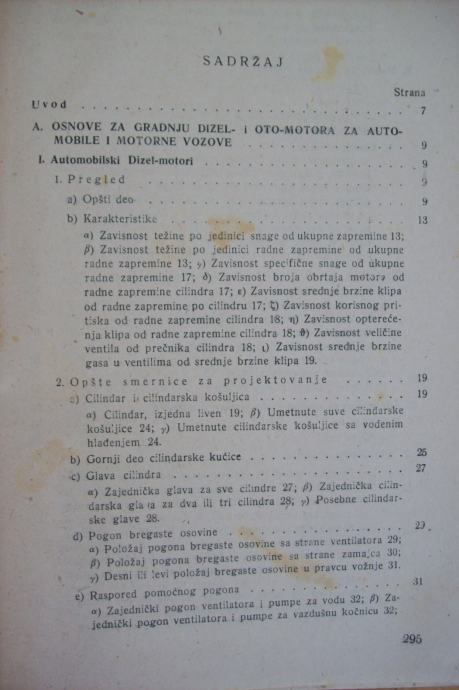 SADRŽAJ
Strana
Uvod . . . . . . . . . . . . . . . . . . . . 7
A. OSNOVE ZA GRADNJU DIZEL- i OTO-MOTORA ZA AUTO-
MOBILE I MOTORNE VOZOVE . . . . . . . . . . 9
I. Automobilski Dizel-motori . . . . . . . . . . . . . 9
1. Pregled . . . . . . . . . . . . . . . . . . 9
a) Opšti deo . . . . . . . . . . . . . . . . . 9
b) Karakteristike . . . . . . . . . . . . . . . 13
α) Zavisnost težine po jedinici snage od ukupne zapremine 13;
β) Zavisnost težine po jedinici radne zapremine od ukupne
radne zapremine 13; γ) Zavisnost specifične snage od ukupne
radne zapremine 17; δ) Zavisnost broja obrtaja motora od
radne zapremine cilindra 17; ε) Zavisnost srednje brzine klipa
od radne zapremine po cilindru 17; ζ) Zavisnost korisnog pri-
tiska od radne zapremine cilindra 18; η) Zavisnost optereće-
nja klipa od radne zapremine cilindra 18; ϑ) Zavisnost veličine
ventila od prečnika cilindra 18; ι) Zavisnost srednje brzine
gasa u ventilima od srednje brzine klipa 19.
2. Opšte smernice za projektovanje . . . . . . . 19
a) Cilindar i cilindarska košuljica . . . . . . . . . . 19
α) Cilindar, izjedna liven 19; β) Umetnute suve cilindarske
košuljice 24; γ) Umetnute cilindarske košuljice sa vodenim
hlađenjem 24.
b) Gornji deo cilindarske kućice . . . . . . . . . . . 25
c) Glava cilindra . . . . . . . . . . . . . . . . 27
α) Zajednička glava za sve cilindre 27; β) Zajednička cilin-
darska glava za dva ili tri cilindra 28; γ) Posebne cilindar-
ske glave 28.
d) Pogon bregaste osovine . . . . . . . . . . . . 29
α) Položaj pogona bregaste osovine sa strane ventilatora 29;
β) Položaj pogona bregaste osovine sa strane zamajca 30;
γ) Desni ili levi položaj bregaste osovine u pravcu vožnje 31.
e) Raspored pomoćnog pogona . . . . . . . . . . 31
α) Zajednički pogon ventilatora i pumpe za vodu 32; β) Za-
jednički pogon ventilatora i pumpe za vazdušnu kočnicu 32;
295